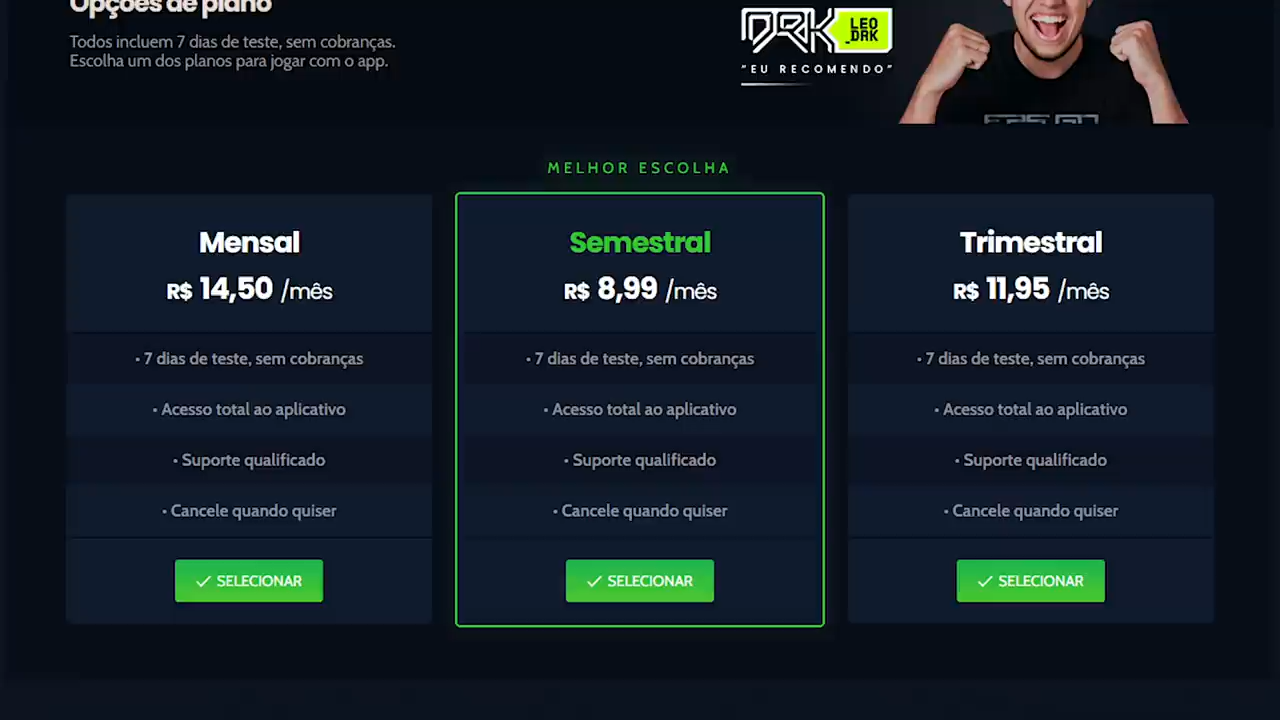 Opções de plano
Todos incluem 7 dias de teste, sem cobranças.
Escolha um dos planos para jogar com o app.
DRK
LEO
_DRK
"EU RECOMENDO"
MELHOR ESCOLHA
Mensal
R$ 14,50 /mês
• 7 dias de teste, sem cobranças
• Acesso total ao aplicativo
• Suporte qualificado
• Cancele quando quiser
SELECIONAR
Semestral
R$ 8,99 /mês
• 7 dias de teste, sem cobranças
• Acesso total ao aplicativo
• Suporte qualificado
• Cancele quando quiser
SELECIONAR
Trimestral
R$ 11,95 /mês
• 7 dias de teste, sem cobranças
• Acesso total ao aplicativo
• Suporte qualificado
• Cancele quando quiser
SELECIONAR